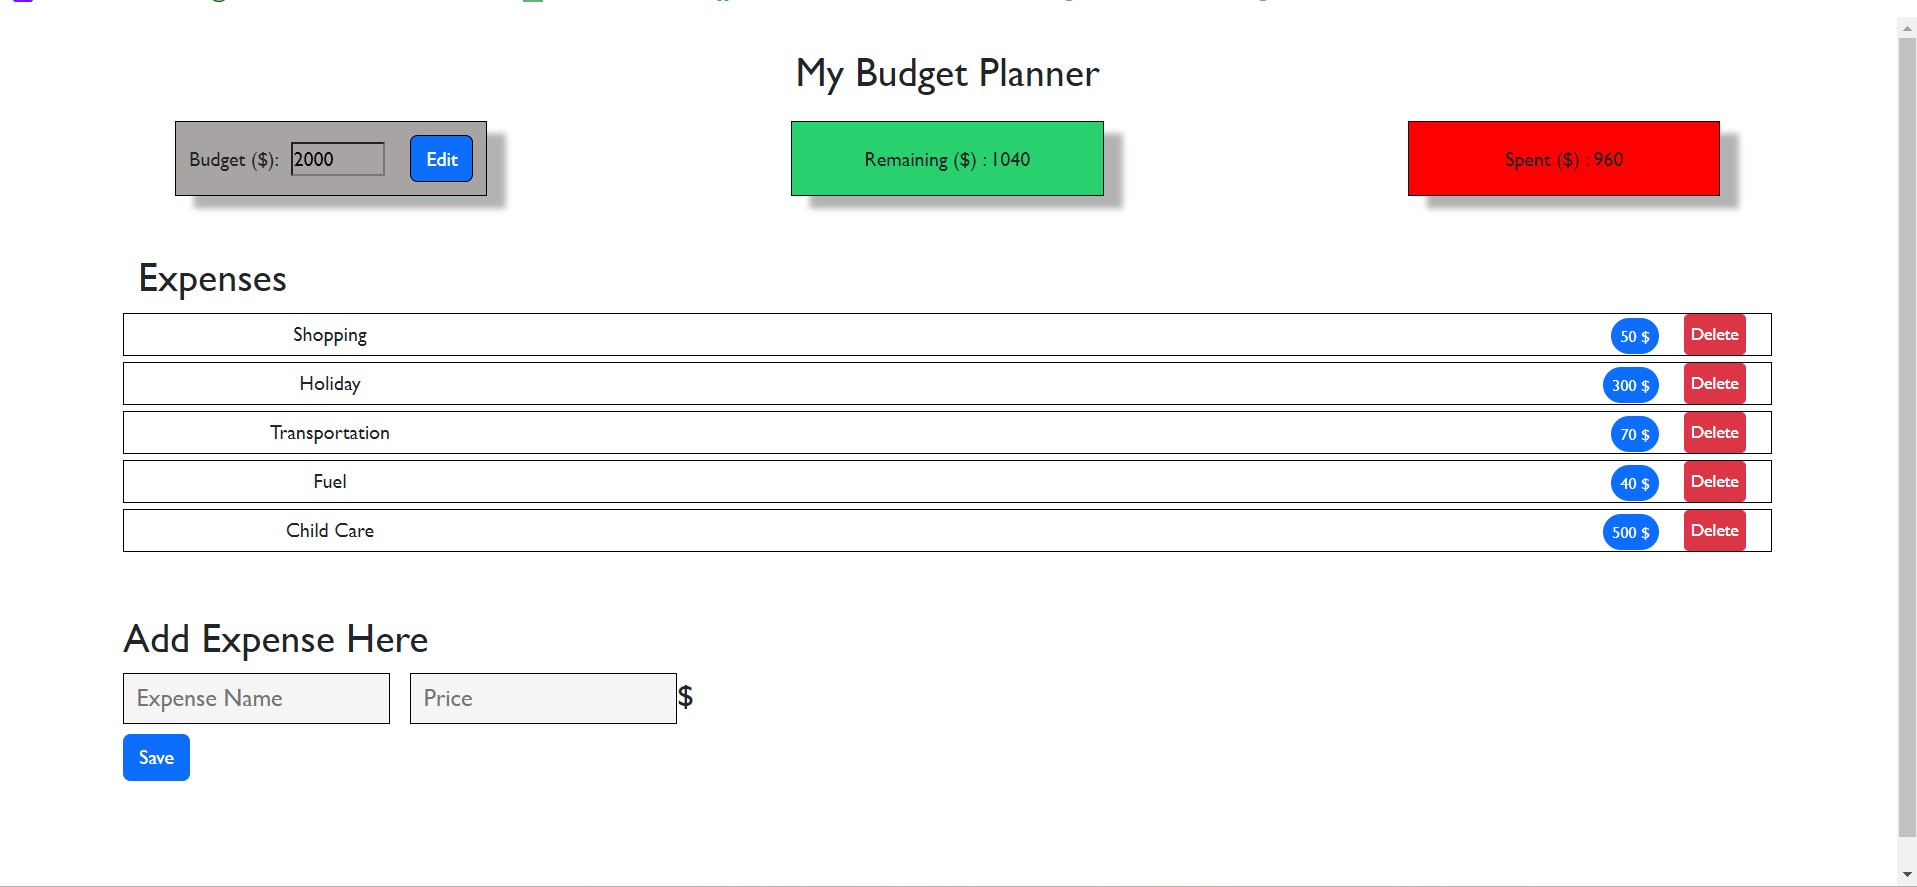 My Budget Planner
Budget ($): 2000 Edit
Remaining ($) : 1040
Spent ($) : 960
Expenses
Shopping 50 $ Delete
Holiday 300 $ Delete
Transportation 70 $ Delete
Fuel 40 $ Delete
Child Care 500 $ Delete
Add Expense Here
Expense Name Price $
Save